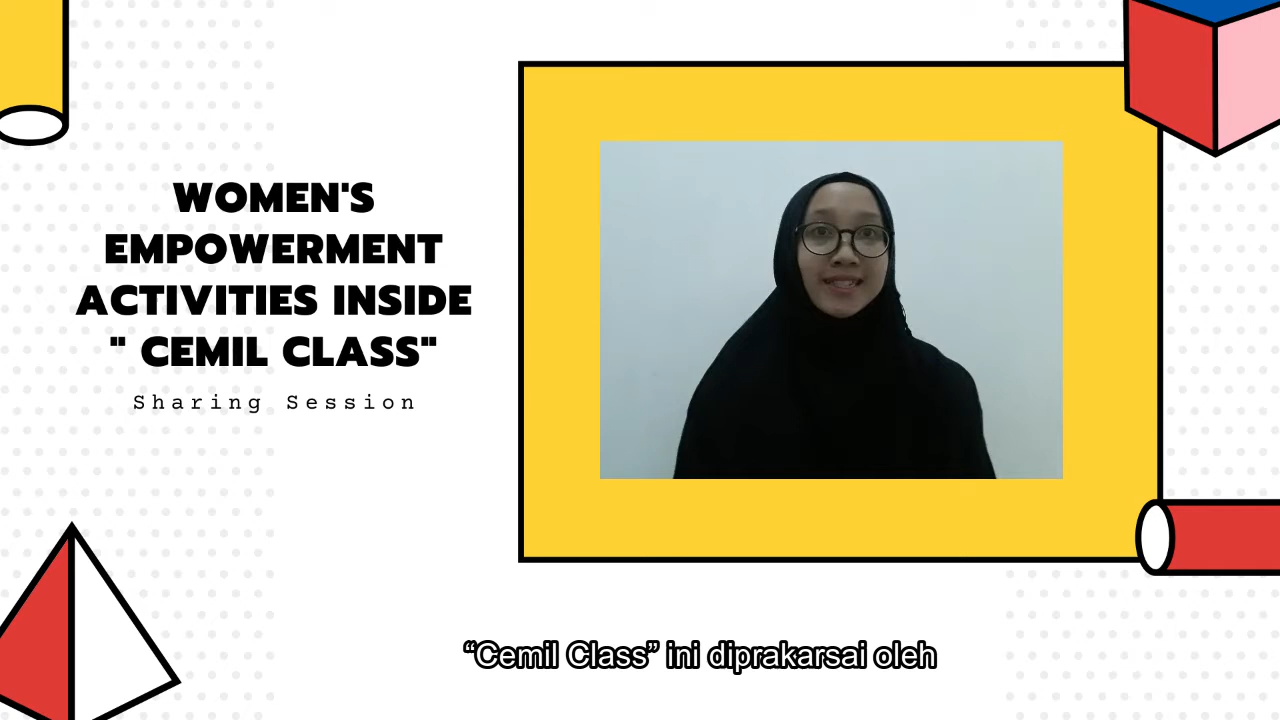 WOMEN'S
EMPOWERMENT
ACTIVITIES INSIDE
" CEMIL CLASS"
Sharing Session
“Cemil Class” ini diprakarsai oleh